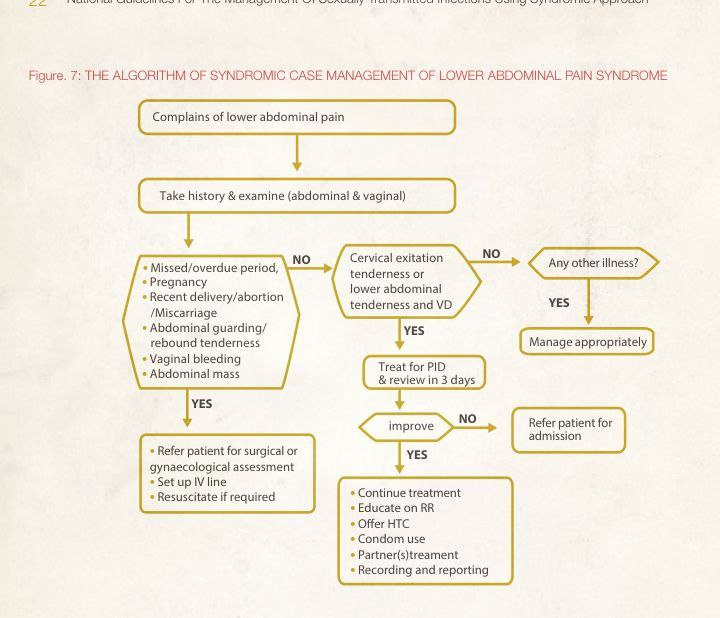 22 National Guidelines For The Management Of Sexually Transmitted Infections Using Syndromic Approach
Figure. 7: THE ALGORITHM OF SYNDROMIC CASE MANAGEMENT OF LOWER ABDOMINAL PAIN SYNDROME
Complains of lower abdominal pain
Take history & examine (abdominal & vaginal)
• Missed/overdue period,
• Pregnancy
• Recent delivery/abortion
/Miscarriage
• Abdominal guarding/
rebound tenderness
• Vaginal bleeding
• Abdominal mass
NO
Cervical exitation
tenderness or
lower abdominal
tenderness and VD
NO
Any other illness?
YES
Manage appropriately
YES
Treat for PID
& review in 3 days
improve
NO
Refer patient for
admission
YES
• Refer patient for surgical or
gynaecological assessment
• Set up IV line
• Resuscitate if required
YES
• Continue treatment
• Educate on RR
• Offer HTC
• Condom use
• Partner(s)treament
• Recording and reporting